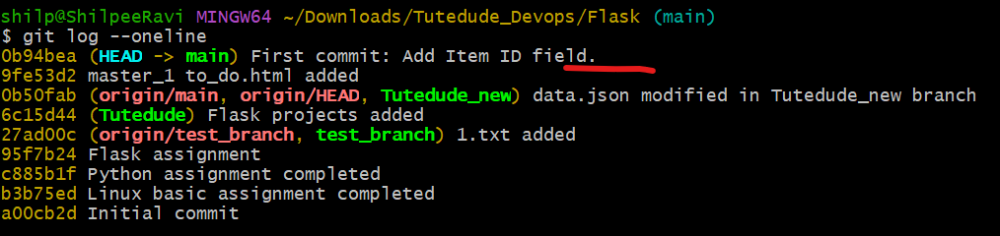 shilp@ShilpeeRavi MINGW64 ~/Downloads/Tutedude_Devops/Flask (main)
$ git log --oneline
0b94bea (HEAD -> main) First commit: Add Item ID field.
9fe53d2 master_1 to_do.html added
0b50fab (origin/main, origin/HEAD, Tutedude_new) data.json modified in Tutedude_new branch
6c15d44 (Tutedude) Flask projects added
27ad00c (origin/test_branch, test_branch) 1.txt added
95f7b24 Flask assignment
c885b1f Python assignment completed
b3b75ed Linux basic assignment completed
a00cb2d Initial commit